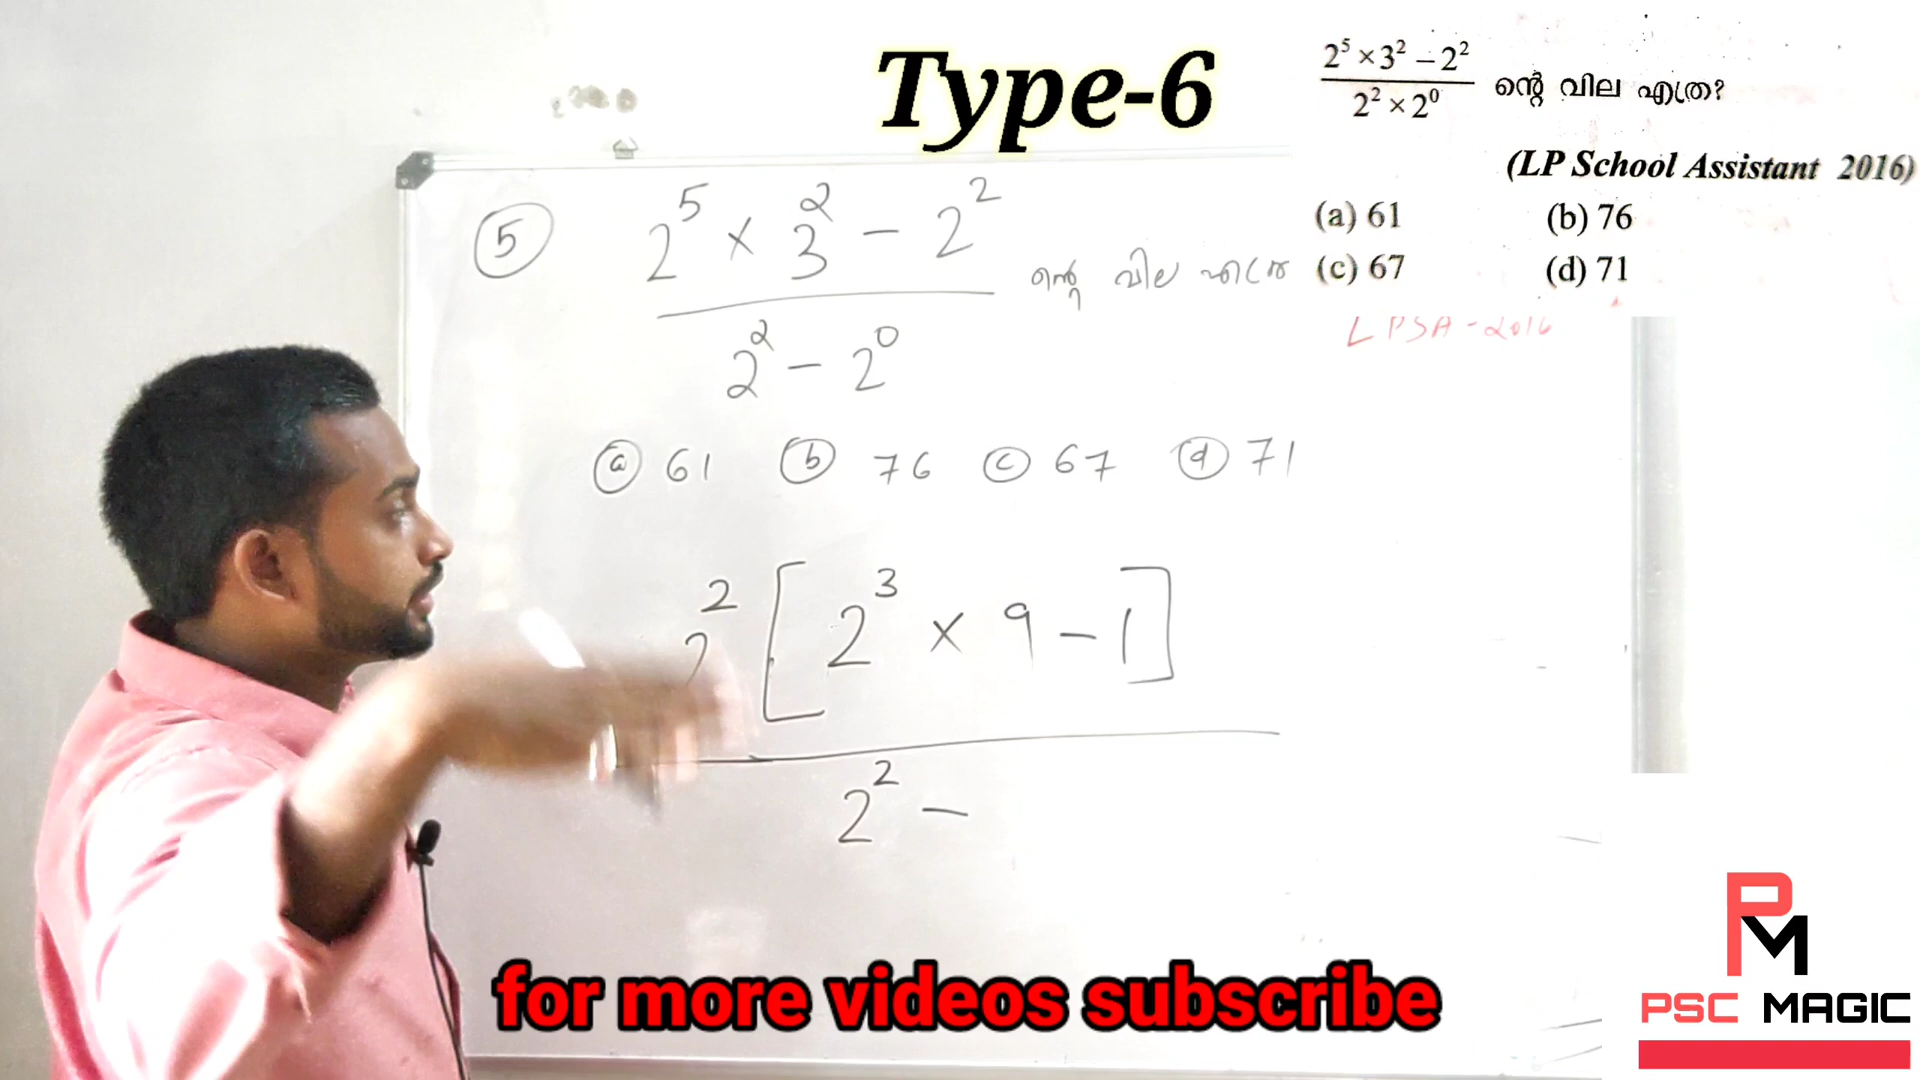 Type-6
2⁵ × 3² − 2² / 2² × 2⁰ ന്റെ വില എത്ര?
(LP School Assistant 2016)
(a) 61 (b) 76
(c) 67 (d) 71
5 2⁵ × 3² − 2² / 2² − 2⁰ ന്റെ വില എത്ര
LPSA - 2016
a 61 b 76 c 67 d 71
2² [2³ × 9 − 1]
2² −
for more videos subscribe
PM
PSC MAGIC